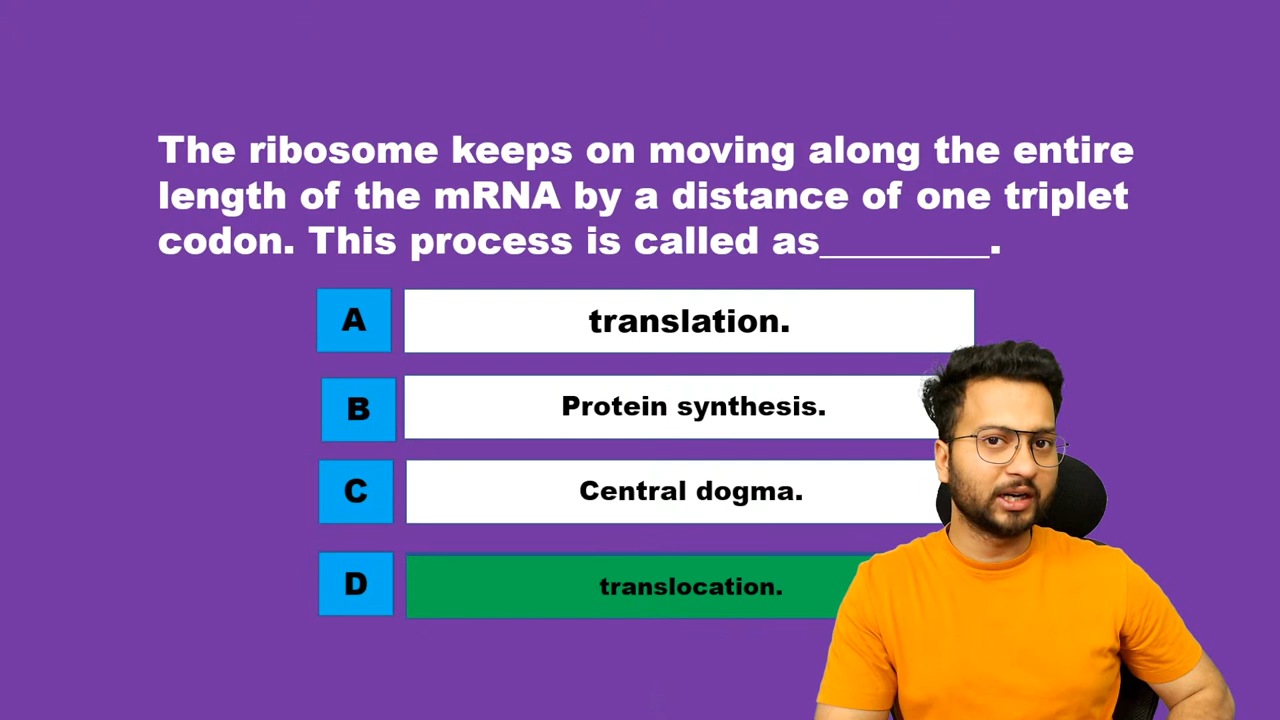 The ribosome keeps on moving along the entire
length of the mRNA by a distance of one triplet
codon. This process is called as_________.
A translation.
B Protein synthesis.
C Central dogma.
D translocation.